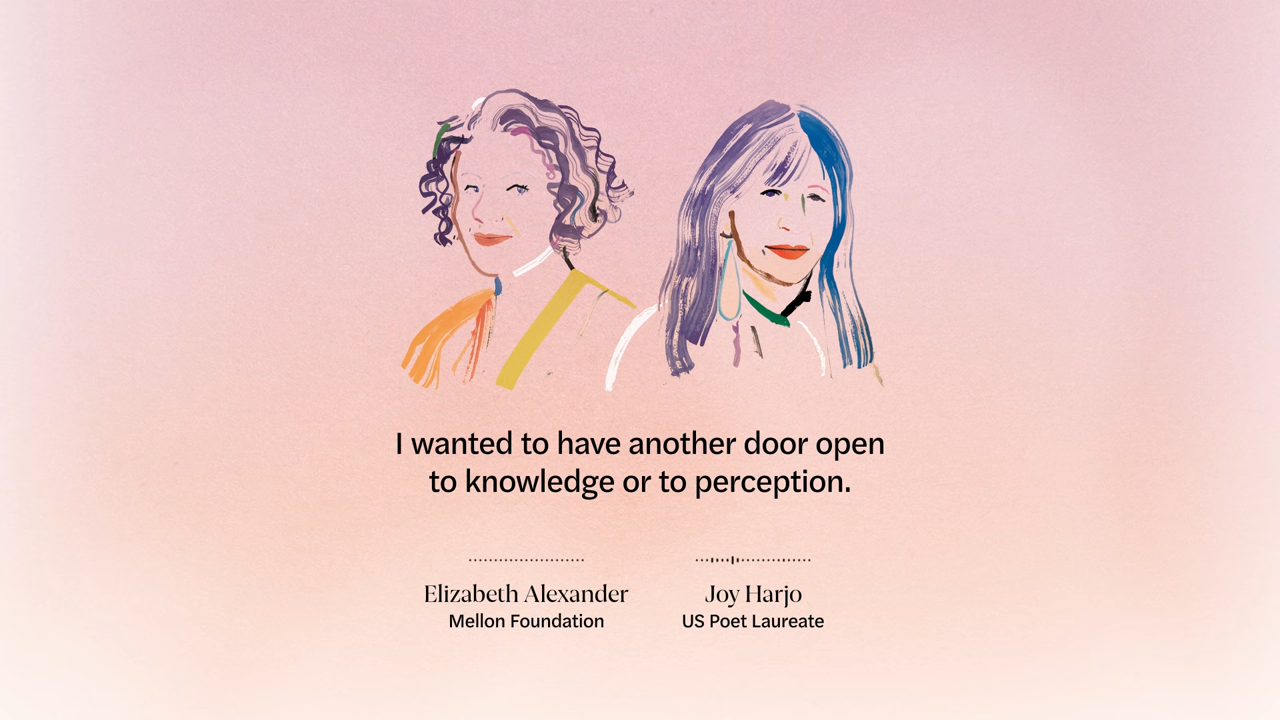 I wanted to have another door open
to knowledge or to perception.
Elizabeth Alexander
Mellon Foundation
Joy Harjo
US Poet Laureate